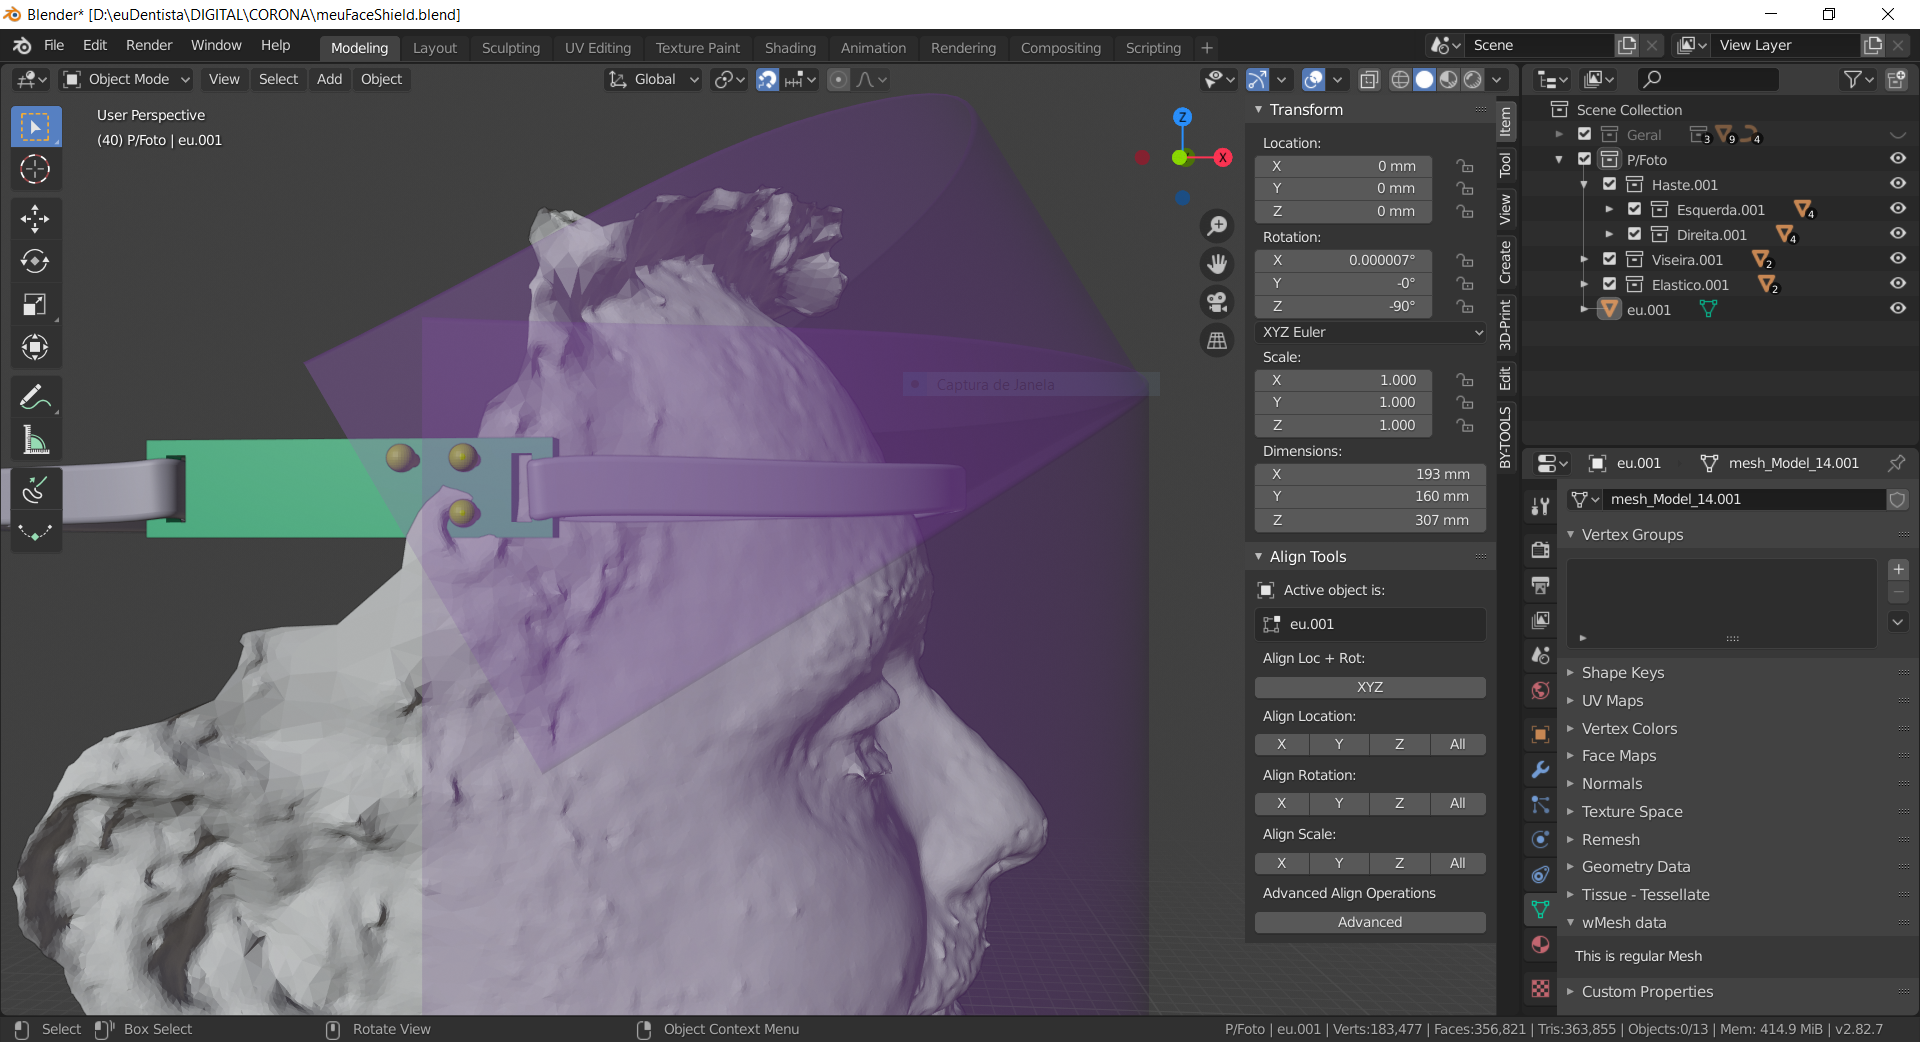 Blender* [D:\euDentista\DIGITAL\CORONA\meuFaceShield.blend]
File Edit Render Window Help Modeling Layout Sculpting UV Editing Texture Paint Shading Animation Rendering Compositing Scripting + Scene View Layer
Object Mode View Select Add Object Global
User Perspective
(40) P/Foto | eu.001
Z
X
Captura de Janela
Transform
Location:
X 0 mm
Y 0 mm
Z 0 mm
Rotation:
X 0.000007°
Y -0°
Z -90°
XYZ Euler
Scale:
X 1.000
Y 1.000
Z 1.000
Dimensions:
X 193 mm
Y 160 mm
Z 307 mm
Align Tools
Active object is:
eu.001
Align Loc + Rot:
XYZ
Align Location:
X Y Z All
Align Rotation:
X Y Z All
Align Scale:
X Y Z All
Advanced Align Operations
Advanced
Item
Tool
View
Create
3D-Print
Edit
BY-TOOLS
Scene Collection
Geral 3 9 4
P/Foto
Haste.001
Esquerda.001 4
Direita.001 4
Viseira.001 2
Elastico.001 2
eu.001
eu.001 mesh_Model_14.001
mesh_Model_14.001
Vertex Groups
Shape Keys
UV Maps
Vertex Colors
Face Maps
Normals
Texture Space
Remesh
Geometry Data
Tissue - Tessellate
wMesh data
This is regular Mesh
Custom Properties
Select Box Select Rotate View Object Context Menu P/Foto | eu.001 | Verts:183,477 | Faces:356,821 | Tris:363,855 | Objects:0/13 | Mem: 414.9 MiB | v2.82.7